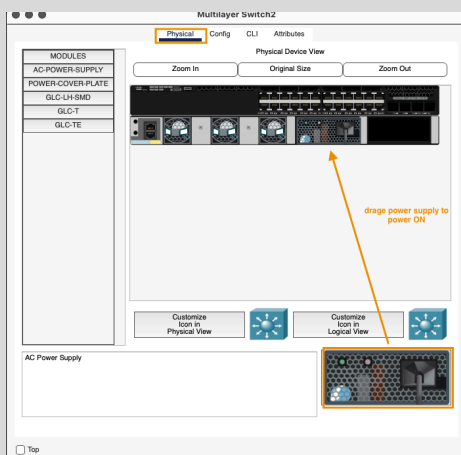 Multilayer Switch2
Physical Config CLI Attributes
MODULES
AC-POWER-SUPPLY
POWER-COVER-PLATE
GLC-LH-SMD
GLC-T
GLC-TE
Physical Device View
Zoom In
Original Size
Zoom Out
drage power supply to
power ON
Customize
Icon in
Physical View
Customize
Icon in
Logical View
AC Power Supply
Top